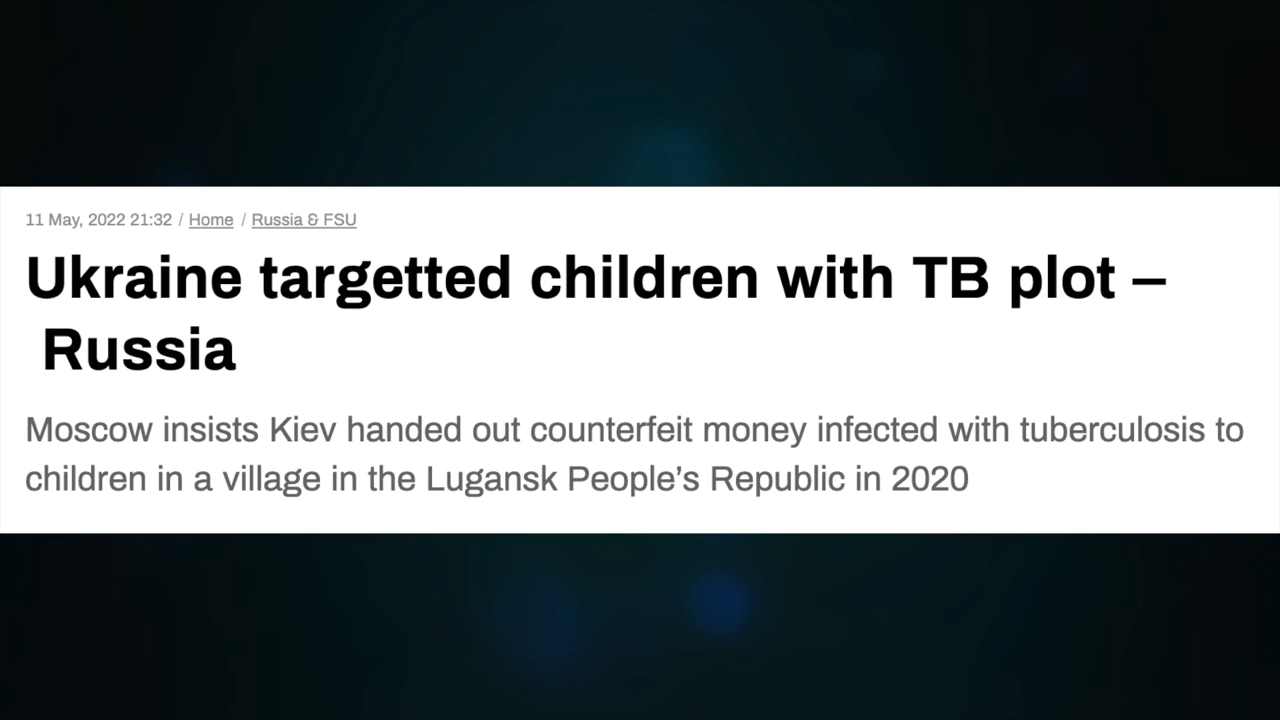 11 May, 2022 21:32 / Home / Russia & FSU
Ukraine targetted children with TB plot –
Russia
Moscow insists Kiev handed out counterfeit money infected with tuberculosis to
children in a village in the Lugansk People’s Republic in 2020